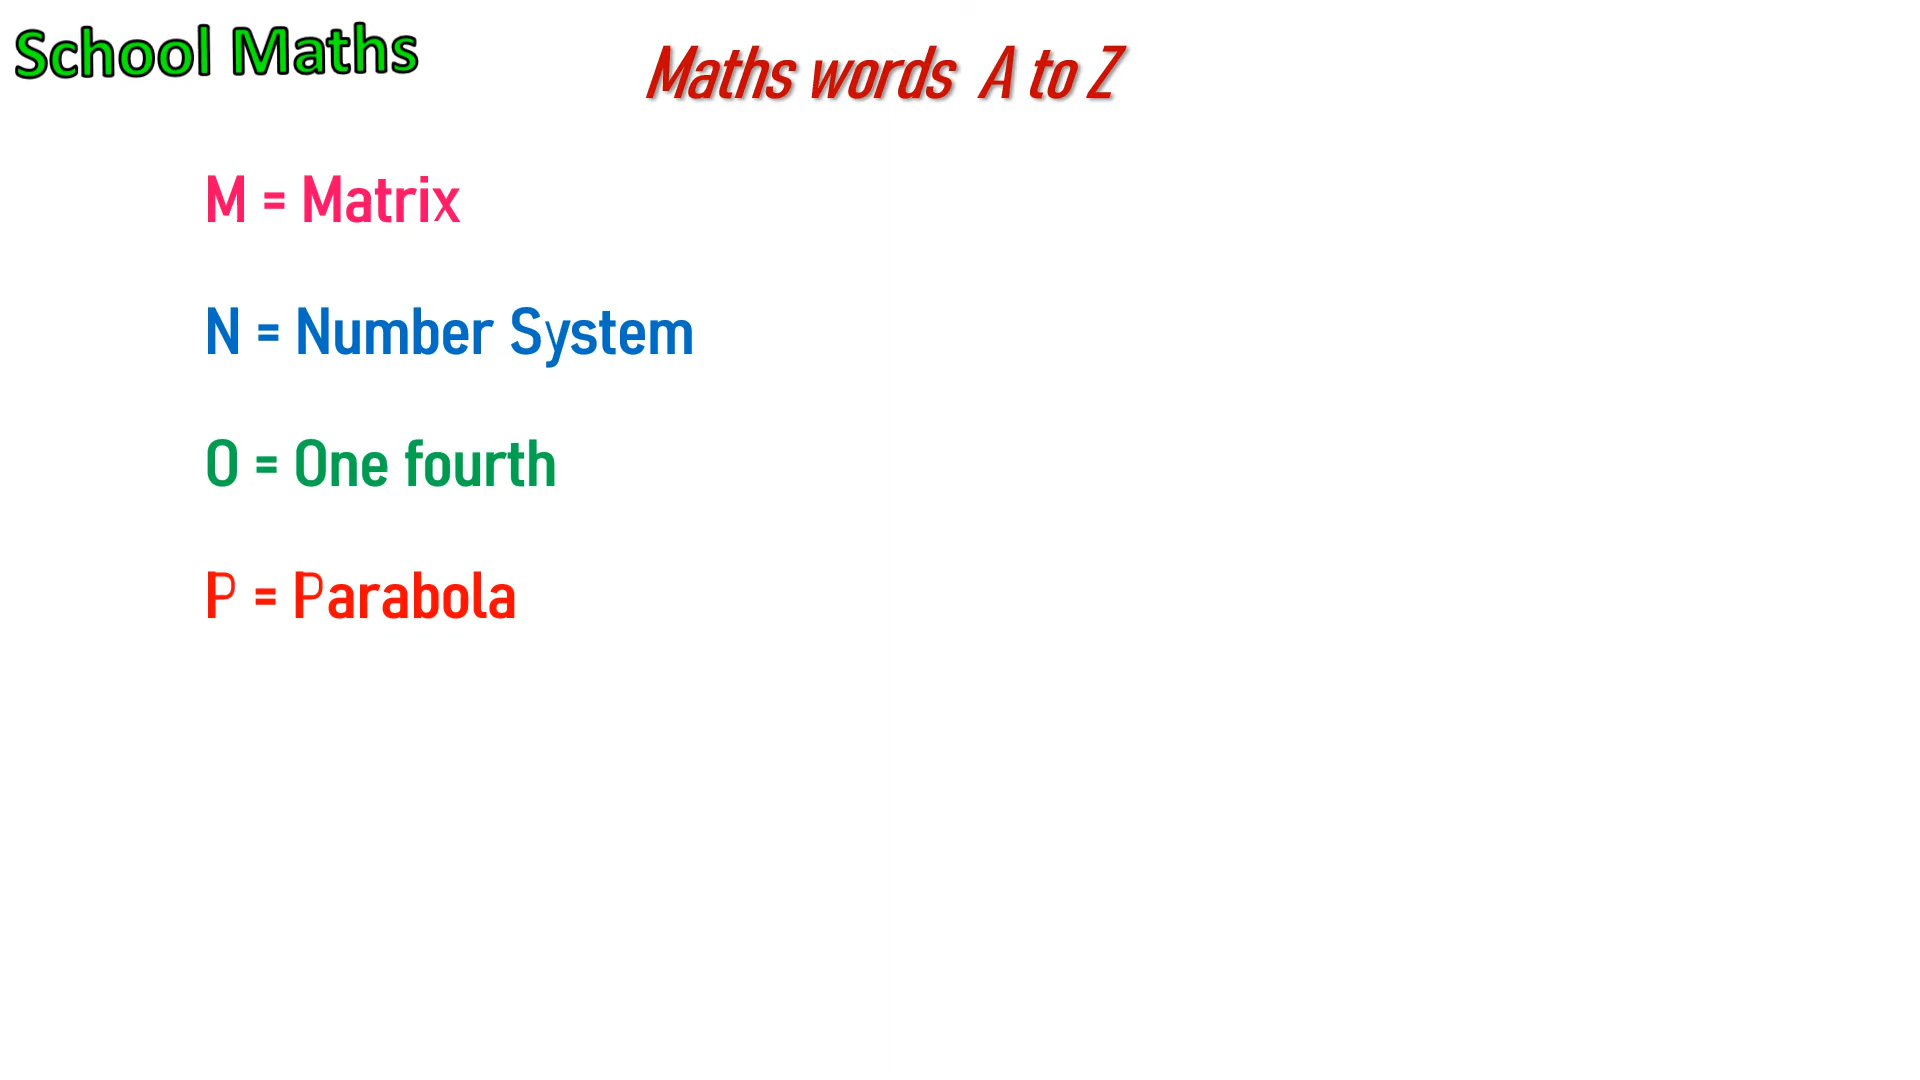 School Maths
Maths words A to Z
M = Matrix
N = Number System
O = One fourth
P = Parabola